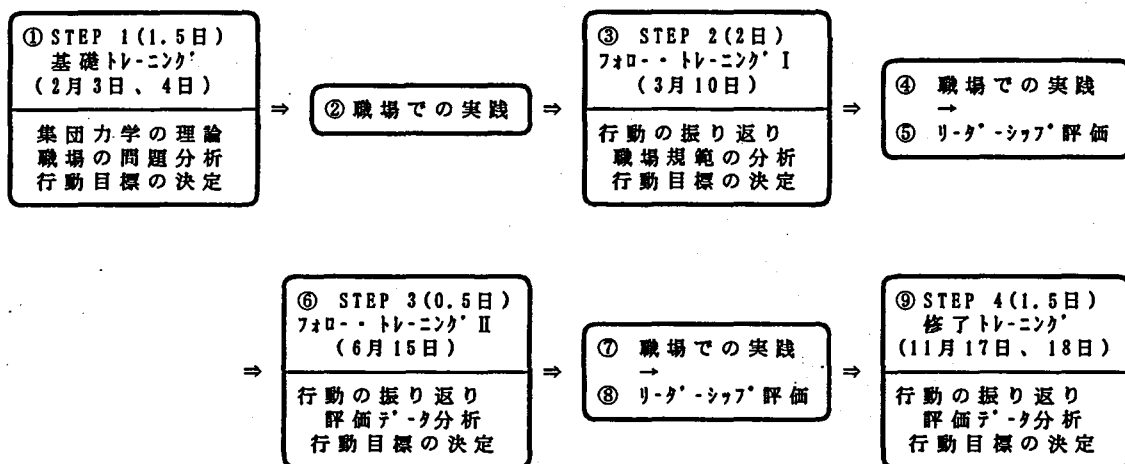 ① STEP 1(1.5日)
基礎ﾄﾚｰﾆﾝｸﾞ
(2月3日、4日)
集団力学の理論
職場の問題分析
行動目標の決定
⇒
② 職場での実践
⇒
③ STEP 2(2日)
ﾌｫﾛｰ・ﾄﾚｰﾆﾝｸﾞⅠ
(3月10日)
行動の振り返り
職場規範の分析
行動目標の決定
⇒
④ 職場での実践
→
⑤ ﾘｰﾀﾞｰｼｯﾌﾟ評価
⇒
⑥ STEP 3(0.5日)
ﾌｫﾛｰ・ﾄﾚｰﾆﾝｸﾞⅡ
(6月15日)
行動の振り返り
評価ﾃﾞｰﾀ分析
行動目標の決定
⇒
⑦ 職場での実践
→
⑧ ﾘｰﾀﾞｰｼｯﾌﾟ評価
⇒
⑨ STEP 4(1.5日)
修了ﾄﾚｰﾆﾝｸﾞ
(11月17日、18日)
行動の振り返り
評価ﾃﾞｰﾀ分析
行動目標の決定